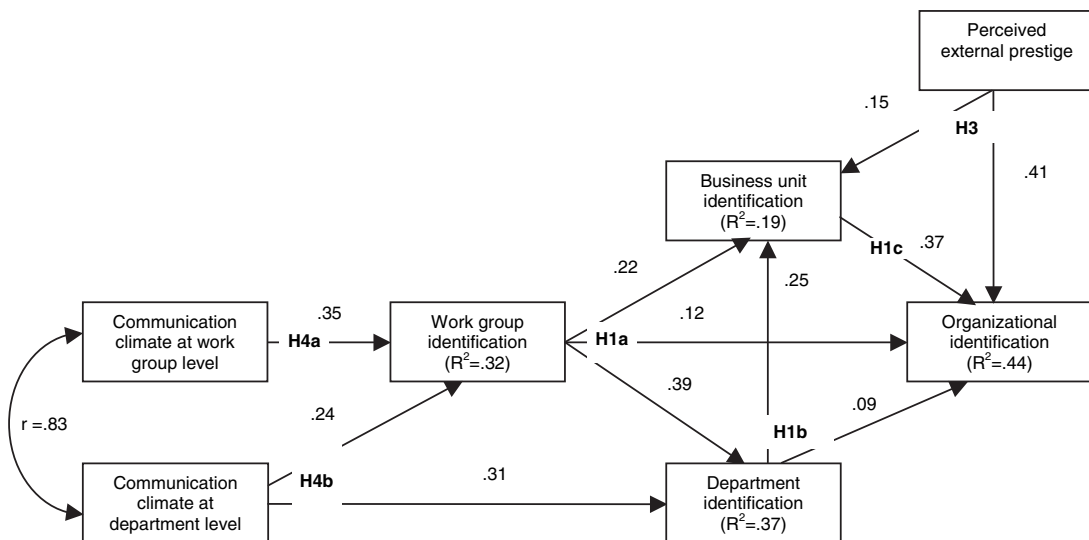 Perceived
external prestige
.15
H3
.41
Business unit
identification
(R²=.19)
H1c
.37
.22
.25
.12
Communication
climate at work
group level
.35
H4a
Work group
identification
(R²=.32)
H1a
Organizational
identification
(R²=.44)
.39
.09
r =.83
.24
H1b
Communication
climate at
department level
H4b
.31
Department
identification
(R²=.37)